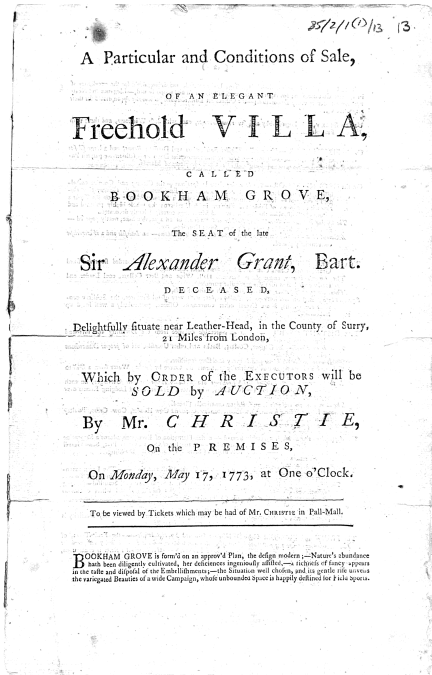 85/2/1(1)/13 13
A Particular and Conditions of Sale,
OF AN ELEGANT
Freehold VILLA,
CALLED
BOOKHAM GROVE,
The SEAT of the late
Sir Alexander Grant, Bart.
DECEASED,
Delightfully ſituate near Leather-Head, in the County of Surry,
21 Miles from London,
Which by ORDER of the EXECUTORS will be
SOLD by AUCTION,
By Mr. CHRISTIE,
On the PREMISES,
On Monday, May 17, 1773, at One o'Clock.
To be viewed by Tickets which may be had of Mr. CHRISTIE in Pall-Mall.
BOOKHAM GROVE is form'd on an approv'd Plan, the deſign modern;—Nature's abundance
hath been diligently cultivated, her deficiences ingeniouſly aſſiſted,—a richneſs of fancy appears
in the taſte and diſpoſal of the Embelliſhments;—the Situation well choſen, and its gentle riſe unveils
the variegated Beauties of a wide Campaign, whoſe unbounded Space is happily deſtined for Field Sports.